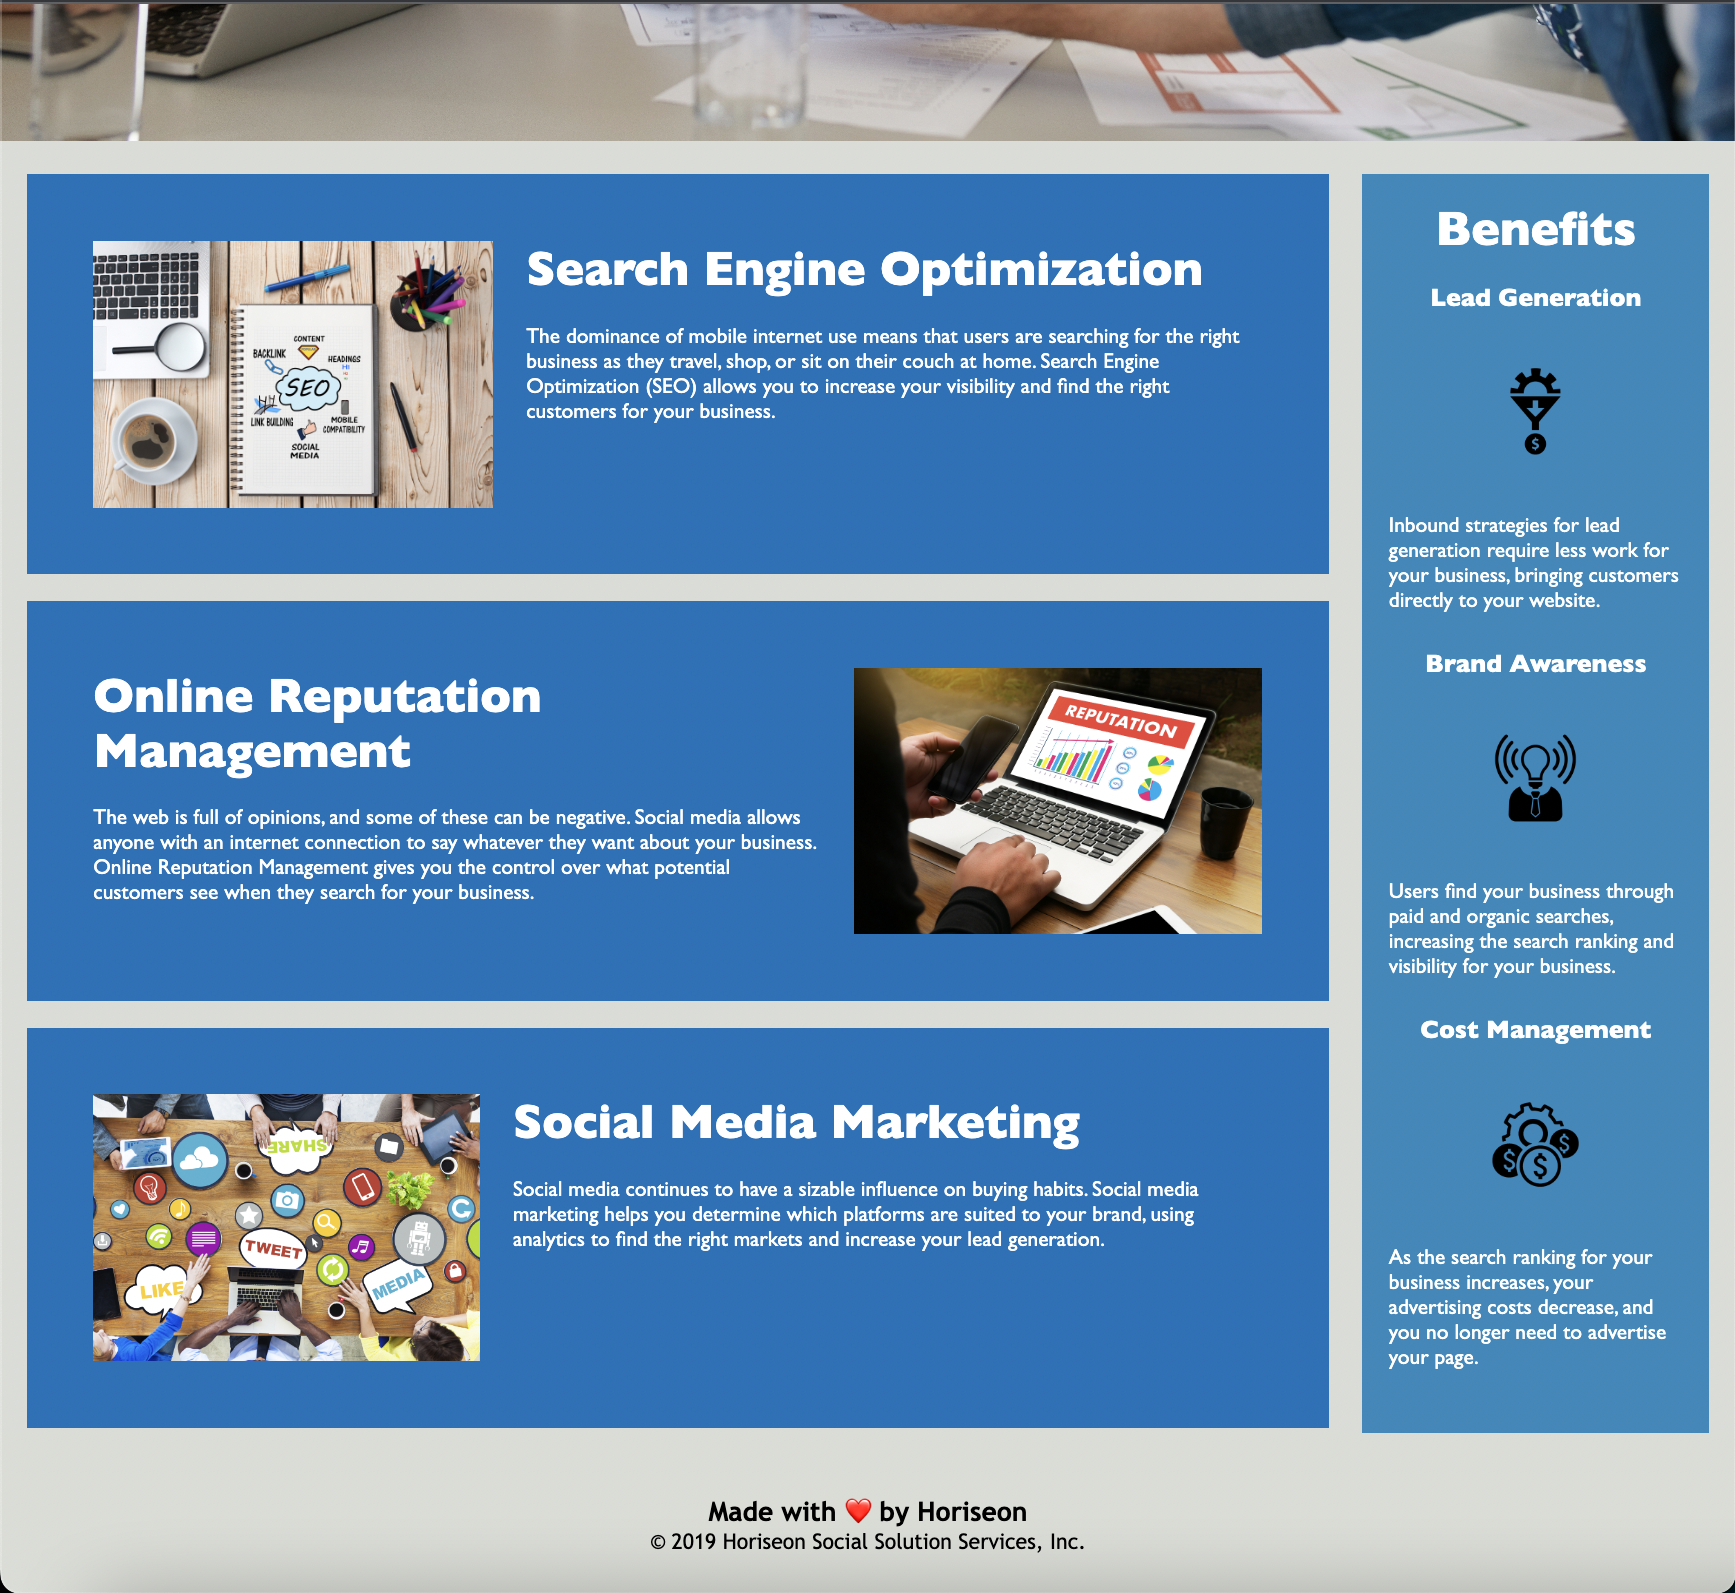 Search Engine Optimization
The dominance of mobile internet use means that users are searching for the right
business as they travel, shop, or sit on their couch at home. Search Engine
Optimization (SEO) allows you to increase your visibility and find the right
customers for your business.
CONTENT
BACKLINK
HEADINGS
SEO
LINK BUILDING
MOBILE
COMPATIBILITY
SOCIAL
MEDIA
Online Reputation
Management
The web is full of opinions, and some of these can be negative. Social media allows
anyone with an internet connection to say whatever they want about your business.
Online Reputation Management gives you the control over what potential
customers see when they search for your business.
REPUTATION
Social Media Marketing
Social media continues to have a sizable influence on buying habits. Social media
marketing helps you determine which platforms are suited to your brand, using
analytics to find the right markets and increase your lead generation.
SHARE
TWEET
LIKE
MEDIA
Benefits
Lead Generation
$
Inbound strategies for lead
generation require less work for
your business, bringing customers
directly to your website.
Brand Awareness
Users find your business through
paid and organic searches,
increasing the search ranking and
visibility for your business.
Cost Management
$
$
$
As the search ranking for your
business increases, your
advertising costs decrease, and
you no longer need to advertise
your page.
Made with ❤️ by Horiseon
© 2019 Horiseon Social Solution Services, Inc.